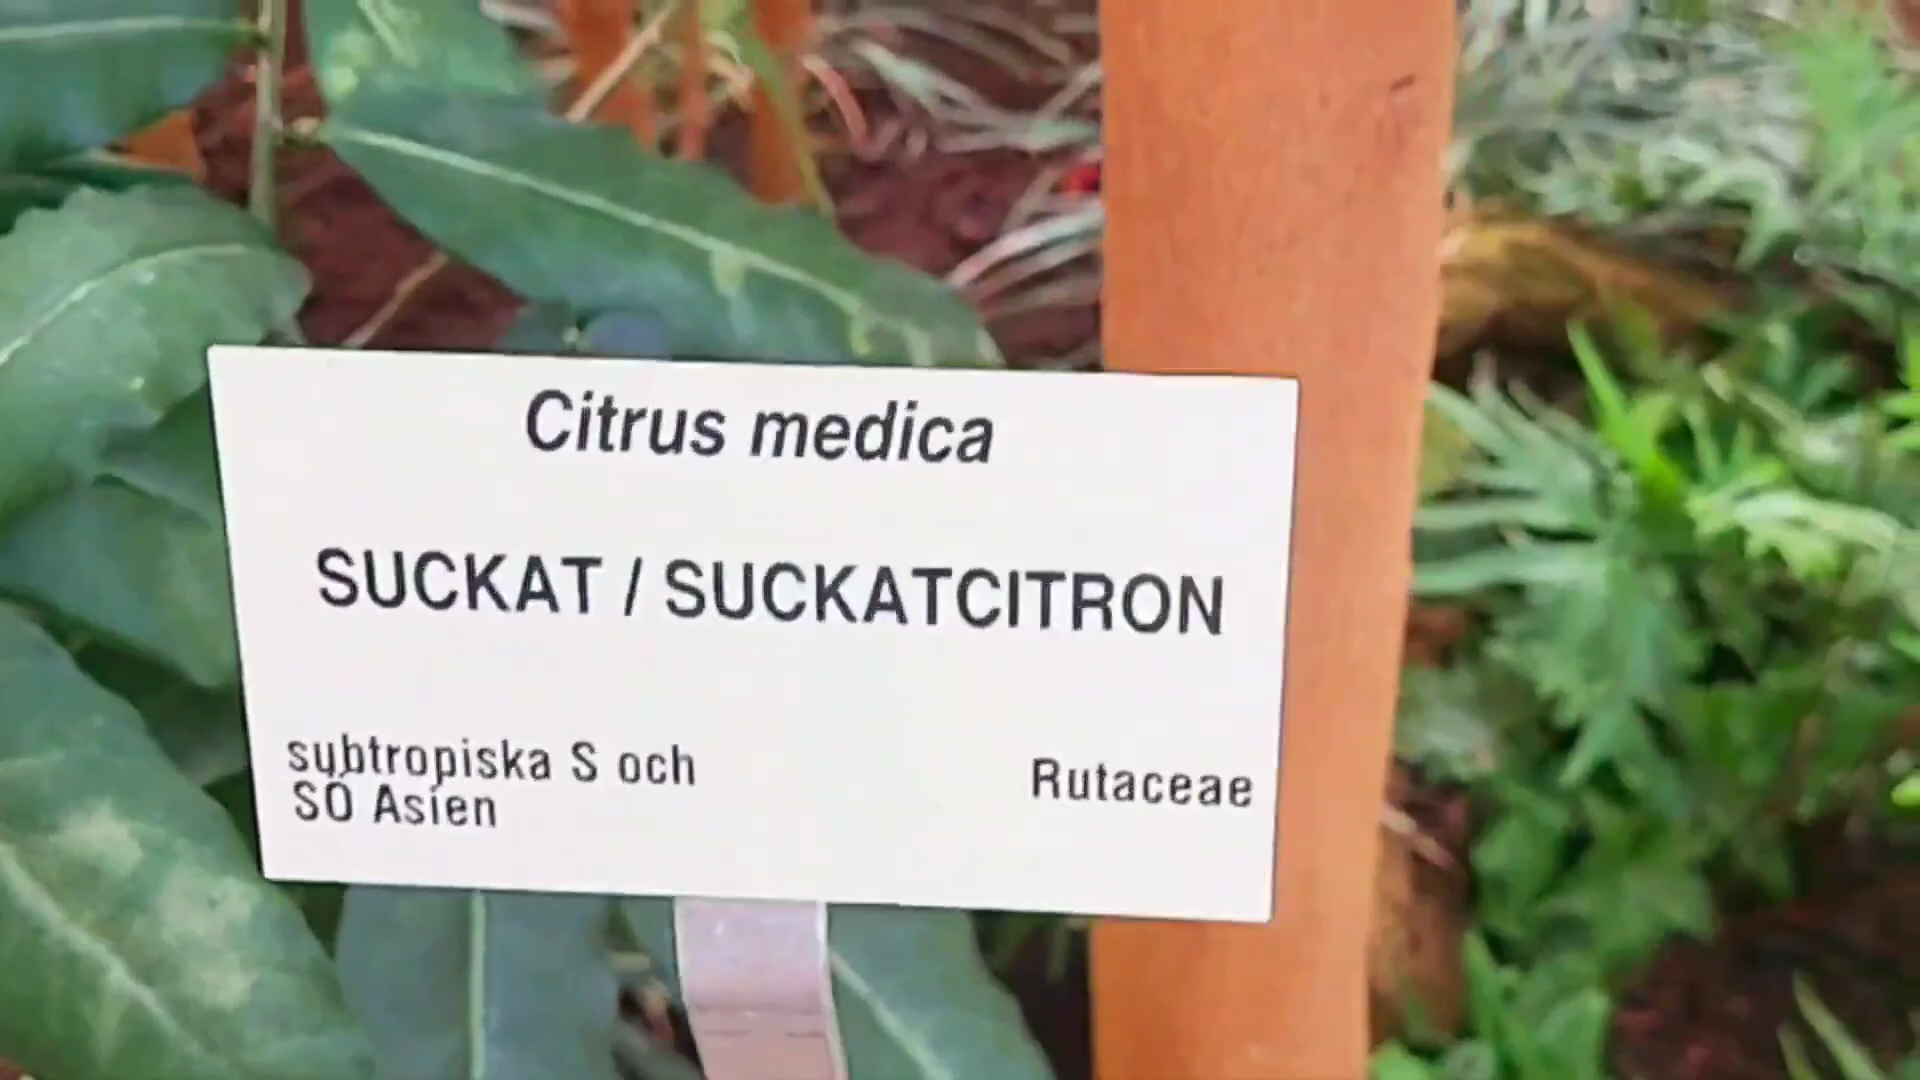 Citrus medica
SUCKAT / SUCKATCITRON
subtropiska S och
SÖ Asien
Rutaceae